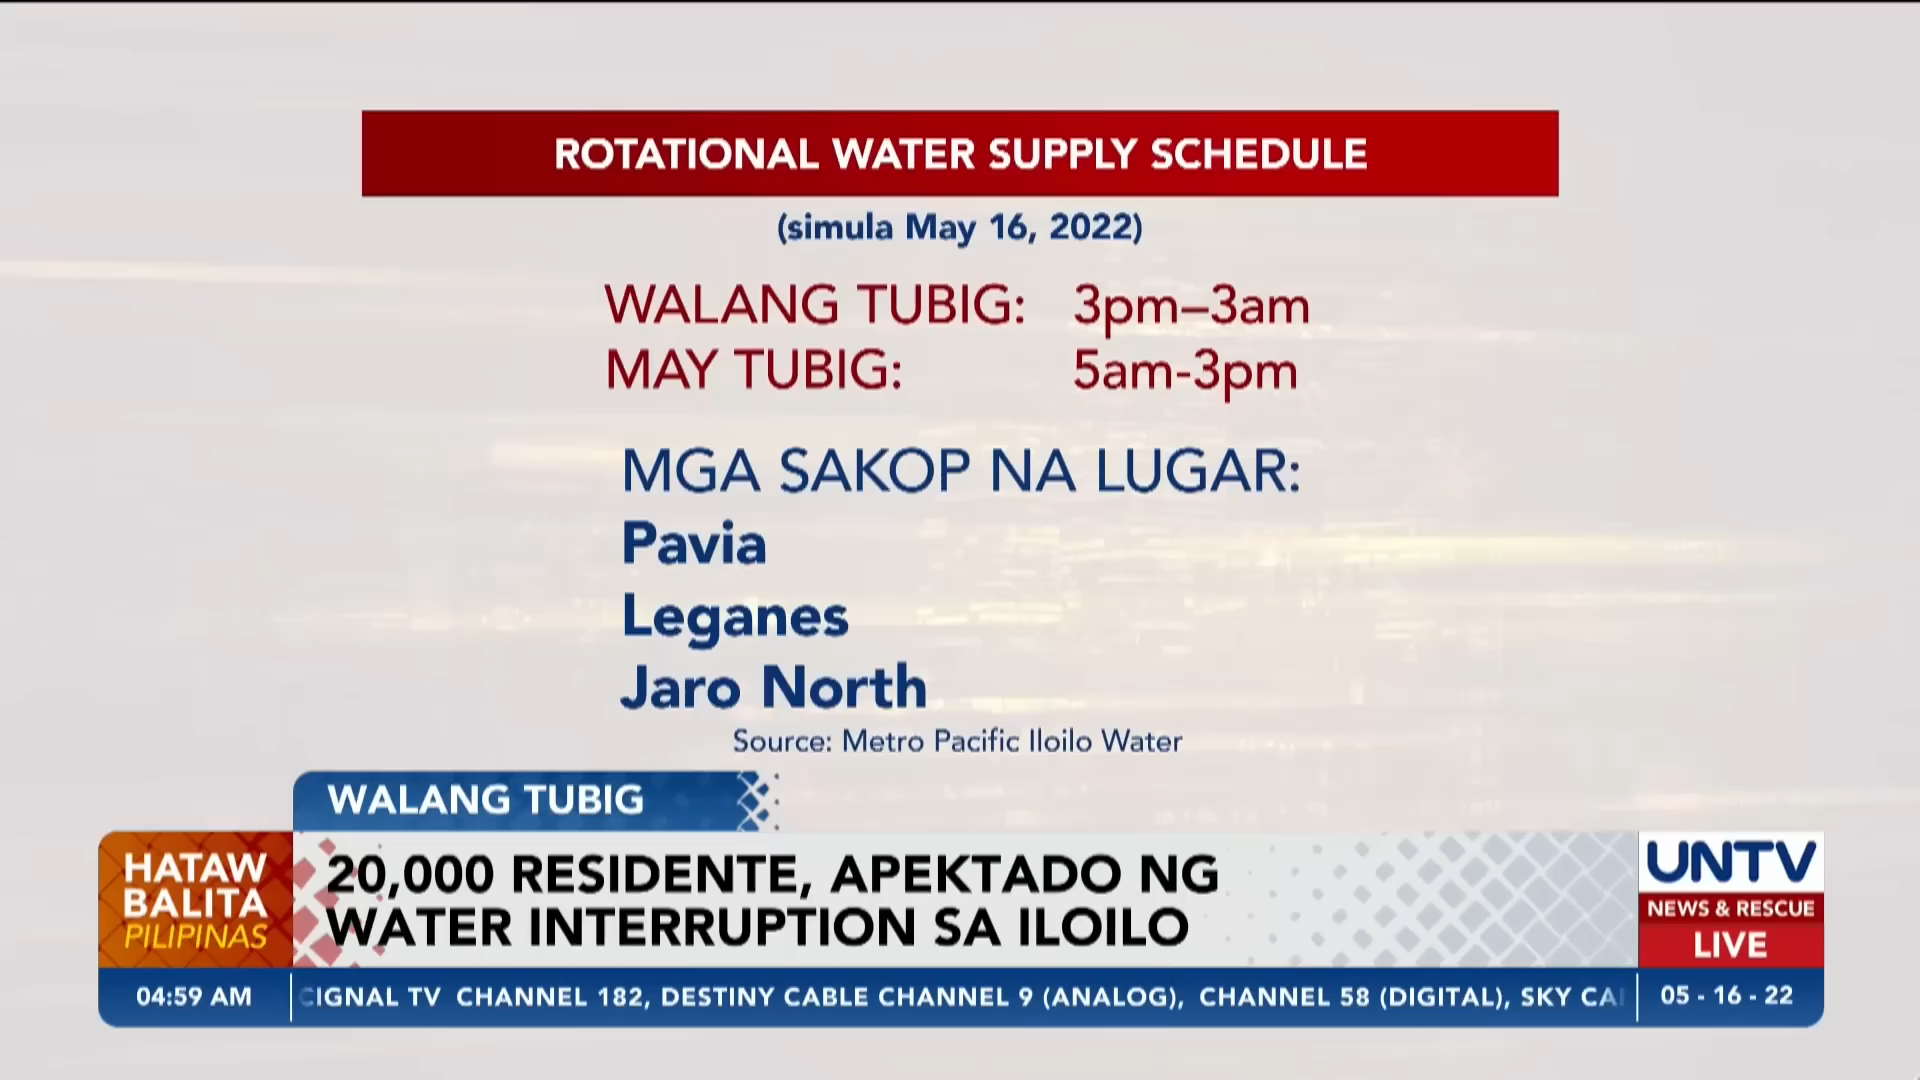 ROTATIONAL WATER SUPPLY SCHEDULE
(simula May 16, 2022)
WALANG TUBIG: 3pm–3am
MAY TUBIG: 5am-3pm
MGA SAKOP NA LUGAR:
Pavia
Leganes
Jaro North
Source: Metro Pacific Iloilo Water
WALANG TUBIG
HATAW
BALITA
PILIPINAS
20,000 RESIDENTE, APEKTADO NG
WATER INTERRUPTION SA ILOILO
UNTV
NEWS & RESCUE
LIVE
04:59 AM
CIGNAL TV CHANNEL 182, DESTINY CABLE CHANNEL 9 (ANALOG), CHANNEL 58 (DIGITAL), SKY CA
05 - 16 - 22